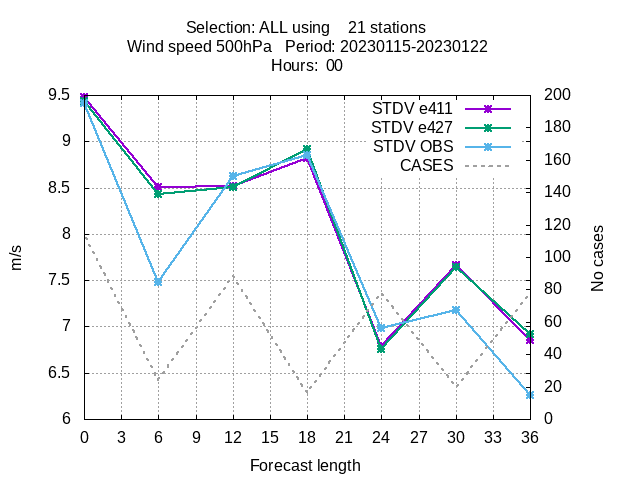 Selection: ALL using 21 stations
Wind speed 500hPa Period: 20230115-20230122
Hours: 00
9.5
9
8.5
8
7.5
7
6.5
6
m/s
STDV e411
STDV e427
STDV OBS
CASES
200
180
160
140
120
100
80
60
40
20
0
No cases
0 3 6 9 12 15 18 21 24 27 30 33 36
Forecast length